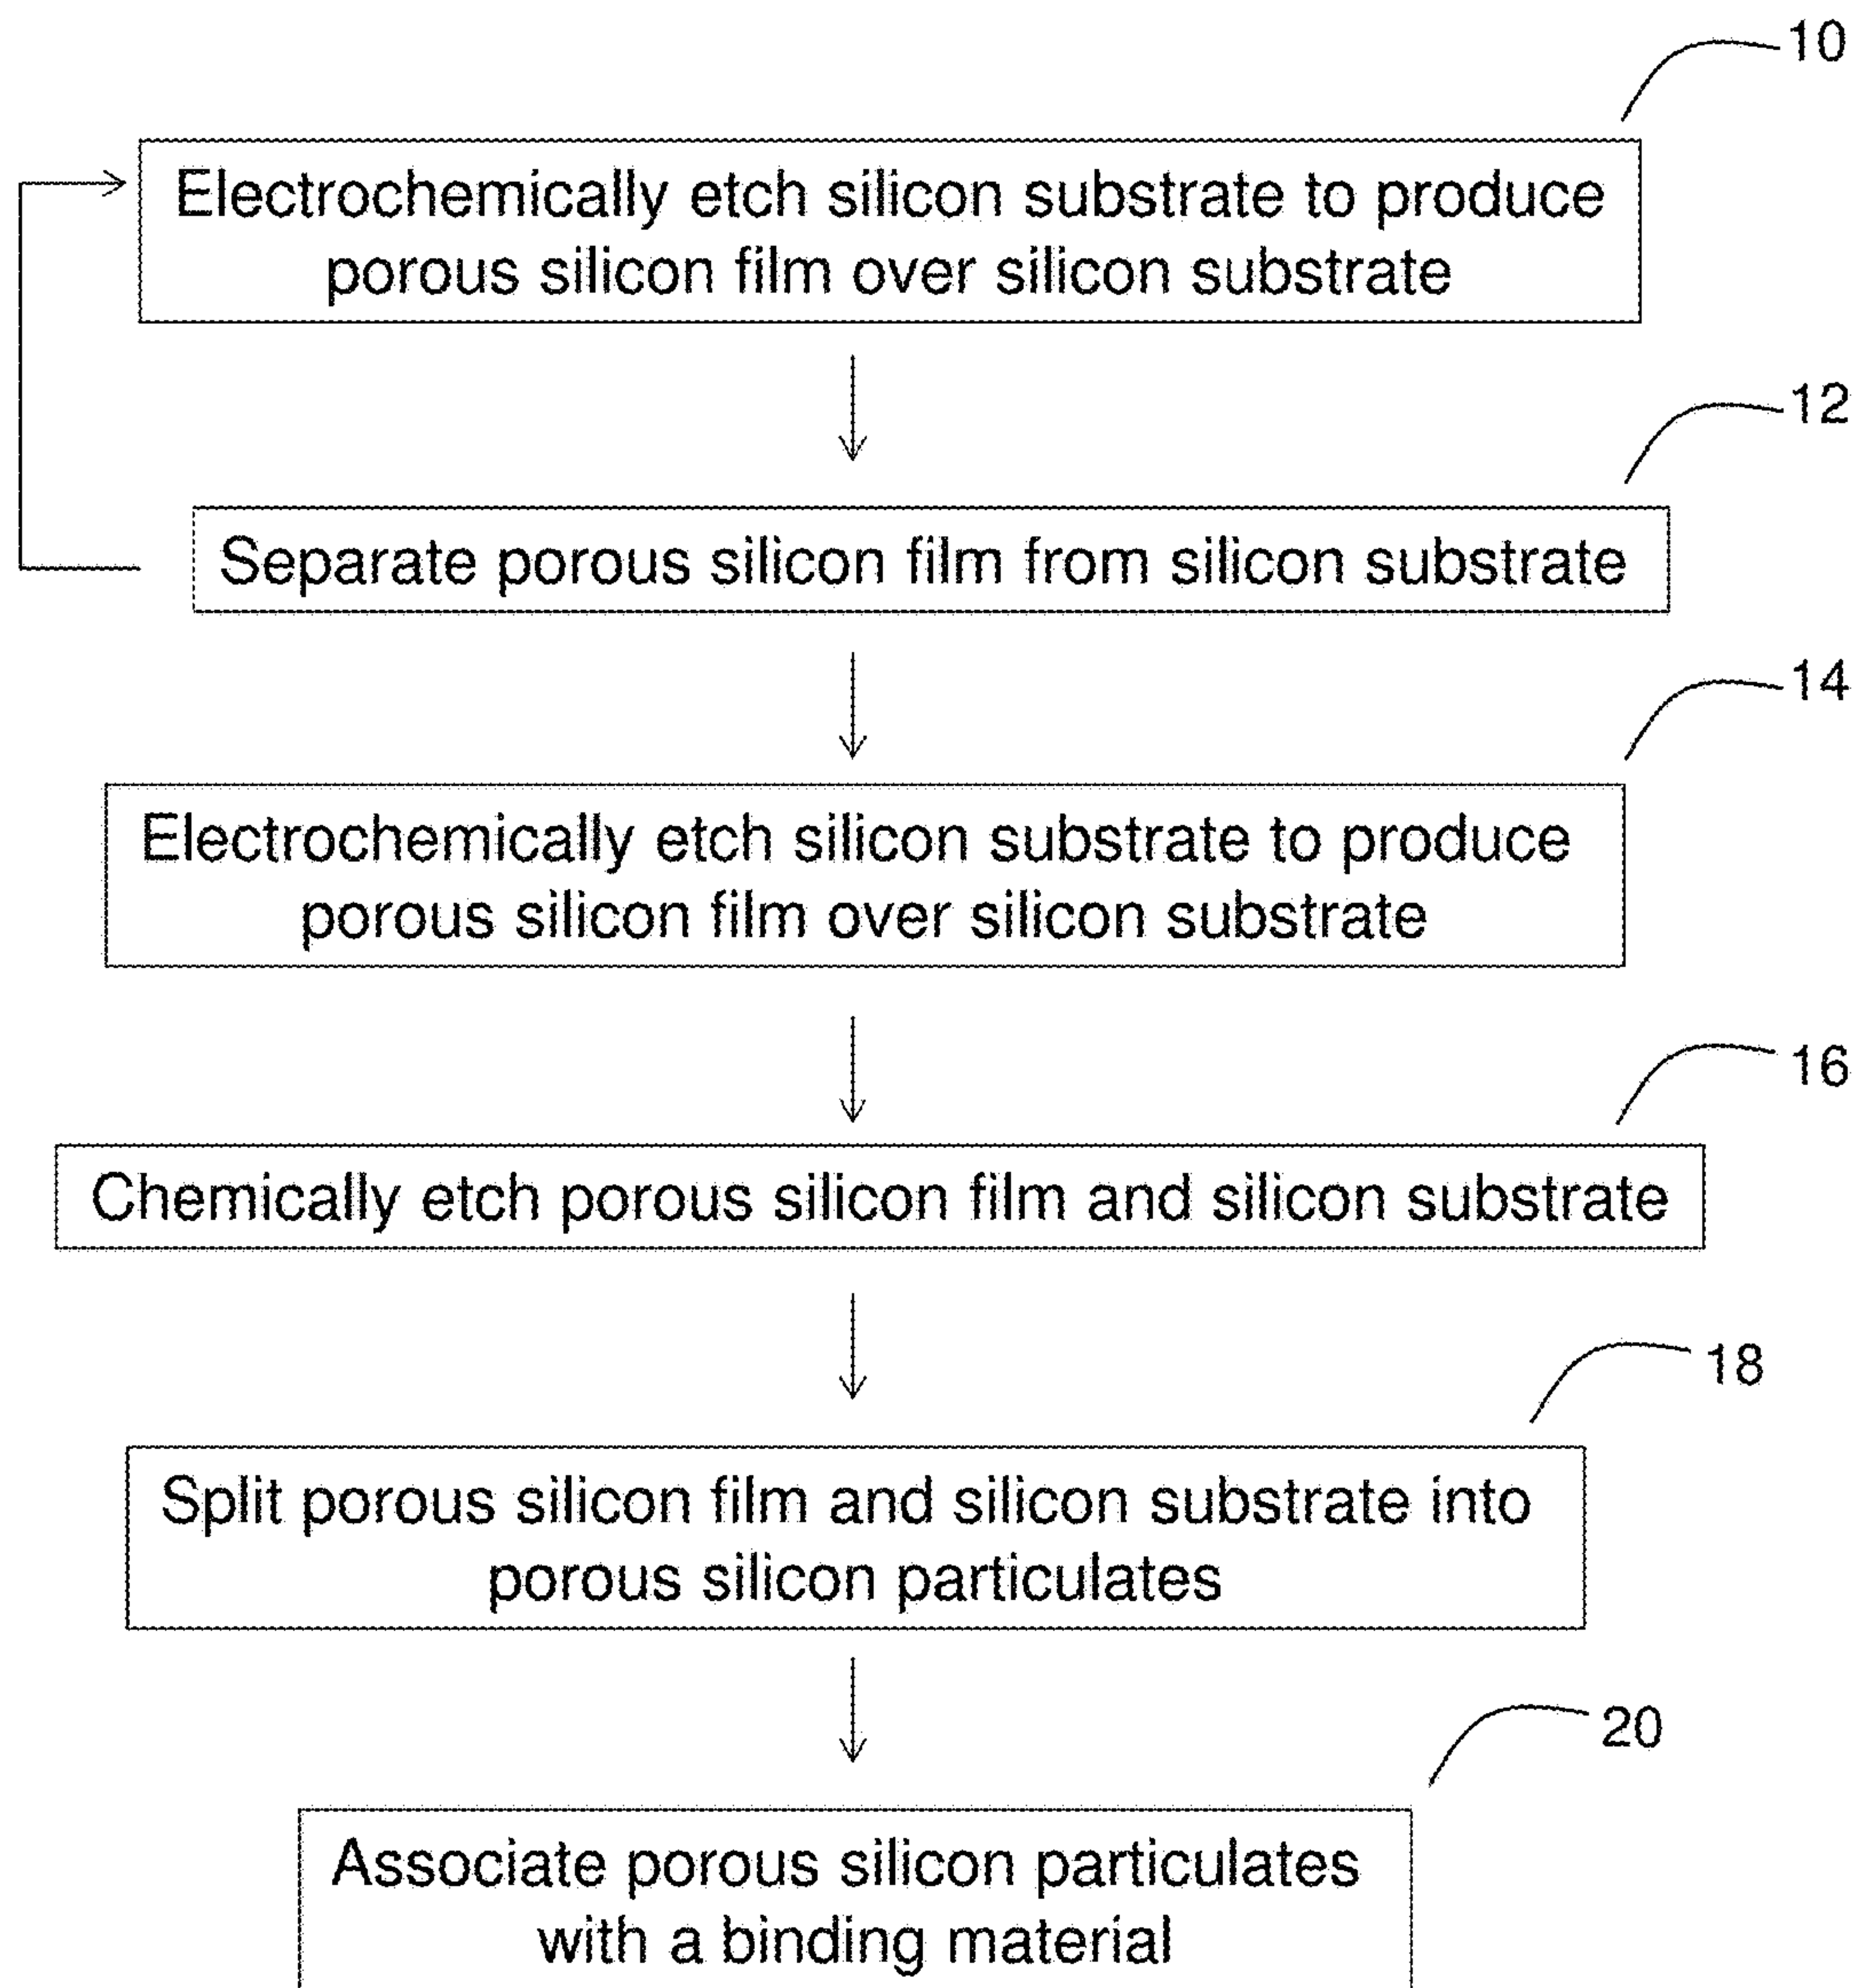 10
Electrochemically etch silicon substrate to produce
porous silicon film over silicon substrate
12
Separate porous silicon film from silicon substrate
14
Electrochemically etch silicon substrate to produce
porous silicon film over silicon substrate
16
Chemically etch porous silicon film and silicon substrate
18
Split porous silicon film and silicon substrate into
porous silicon particulates
20
Associate porous silicon particulates
with a binding material